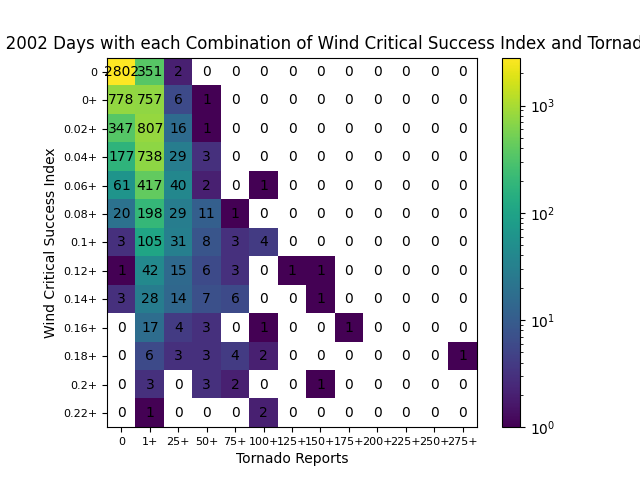 2002 Days with each Combination of Wind Critical Success Index and Tornad
0 2802 351 2 0 0 0 0 0 0 0 0 0 0
0+ 778 757 6 1 0 0 0 0 0 0 0 0 0
0.02+ 347 807 16 1 0 0 0 0 0 0 0 0 0
0.04+ 177 738 29 3 0 0 0 0 0 0 0 0 0
0.06+ 61 417 40 2 0 1 0 0 0 0 0 0 0
0.08+ 20 198 29 11 1 0 0 0 0 0 0 0 0
0.1+ 3 105 31 8 3 4 0 0 0 0 0 0 0
0.12+ 1 42 15 6 3 0 1 1 0 0 0 0 0
0.14+ 3 28 14 7 6 0 0 1 0 0 0 0 0
0.16+ 0 17 4 3 0 1 0 0 1 0 0 0 0
0.18+ 0 6 3 3 4 2 0 0 0 0 0 0 1
0.2+ 0 3 0 3 2 0 0 1 0 0 0 0 0
0.22+ 0 1 0 0 0 2 0 0 0 0 0 0 0
0 1+ 25+ 50+ 75+ 100+ 125+ 150+ 175+ 200+ 225+ 250+ 275+
Tornado Reports
Wind Critical Success Index
10³
10²
10¹
10⁰